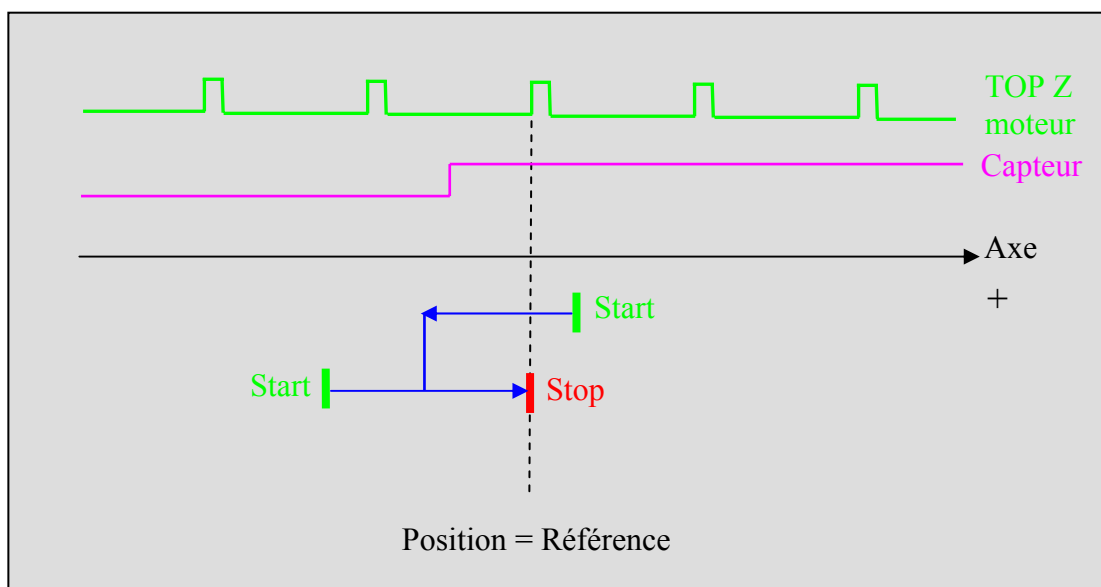 TOP Z
moteur
Capteur
Axe
+
Start
Start
Stop
Position = Référence